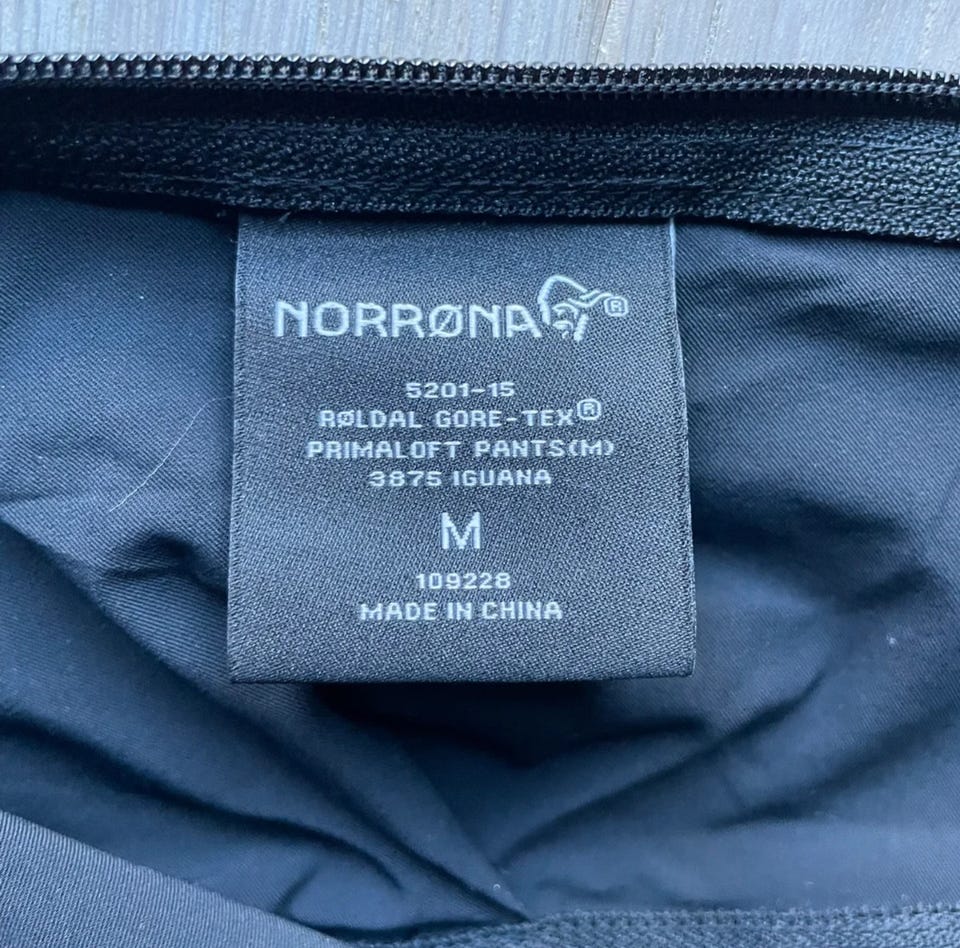 NORRØNA®
5201-15
RØLDAL GORE-TEX®
PRIMALOFT PANTS(M)
3875 IGUANA
M
109228
MADE IN CHINA